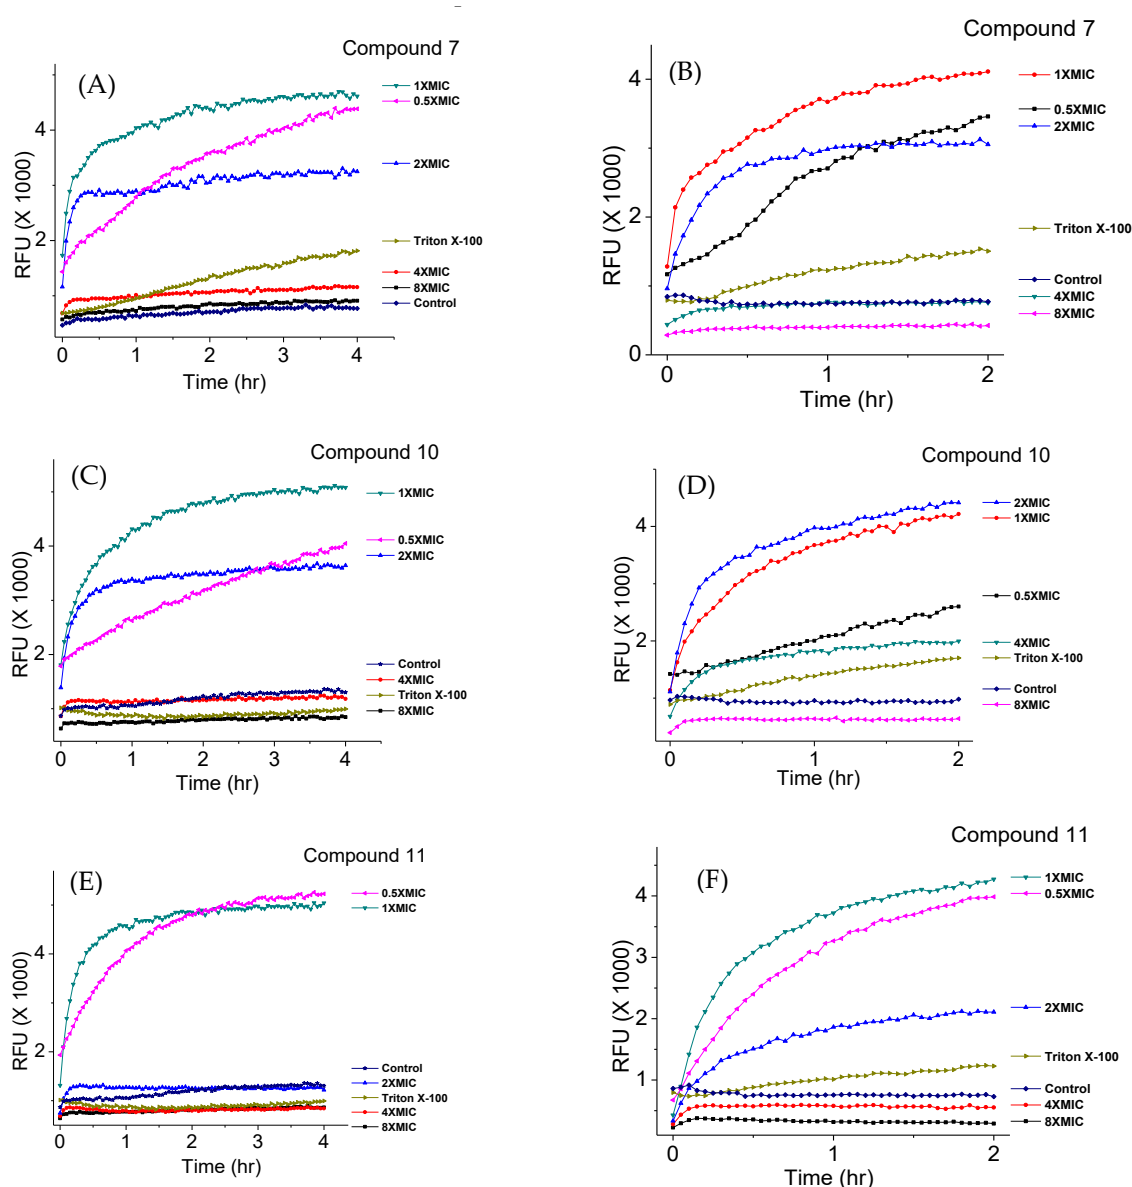 Compound 7
(A)
1XMIC
0.5XMIC
4
RFU (X 1000)
2XMIC
2
Triton X-100
4XMIC
8XMIC
Control
0 1 2 3 4
Time (hr)
Compound 7
(B)
4
1XMIC
0.5XMIC
2XMIC
RFU (X 1000)
2
Triton X-100
Control
4XMIC
8XMIC
0
0 1 2
Time (hr)
Compound 10
(C)
1XMIC
4
0.5XMIC
2XMIC
RFU (X 1000)
2
Control
4XMIC
Triton X-100
8XMIC
0 1 2 3 4
Time (hr)
Compound 10
(D)
2XMIC
4
1XMIC
RFU (X 1000)
0.5XMIC
2
4XMIC
Triton X-100
Control
8XMIC
0 1 2
Time (hr)
Compound 11
(E)
0.5XMIC
1XMIC
4
RFU (X 1000)
2
Control
2XMIC
Triton X-100
4XMIC
8XMIC
0 1 2 3 4
Time (hr)
Compound 11
(F)
1XMIC
4
0.5XMIC
3
RFU (X 1000)
2
2XMIC
Triton X-100
1
Control
4XMIC
8XMIC
0 1 2
Time (hr)